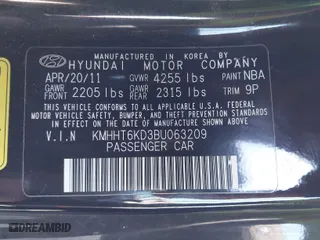 MANUFACTURED IN KOREA BY
HYUNDAI MOTOR COMPANY
APR/20/11 GVWR 4255 lbs PAINT NBA
GAWR FRONT 2205 lbs GAWR REAR 2315 lbs TRIM 9P
THIS VEHICLE CONFORMS TO ALL APPLICABLE U.S. FEDERAL
MOTOR VEHICLE SAFETY, BUMPER, AND THEFT PREVENTION
STANDARDS IN EFFECT ON THE DATE OF MANUFACTURE
SHOWN ABOVE.
V.I.N KMHHT6KD3BU063209
PASSENGER CAR
DREAMBID